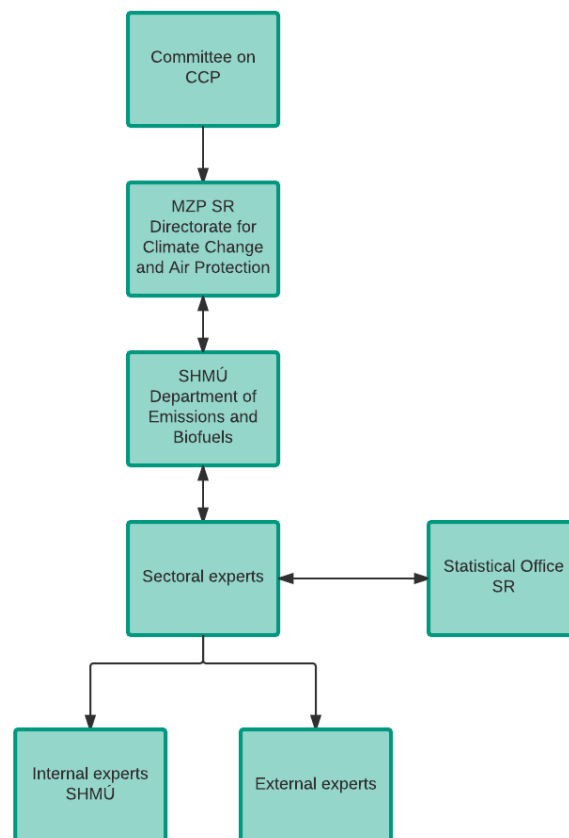 Committee on
CCP
MZP SR
Directorate for
Climate Change
and Air Protection
SHMÚ
Department of
Emissions and
Biofuels
Sectoral experts
Statistical Office
SR
Internal experts
SHMÚ
External experts